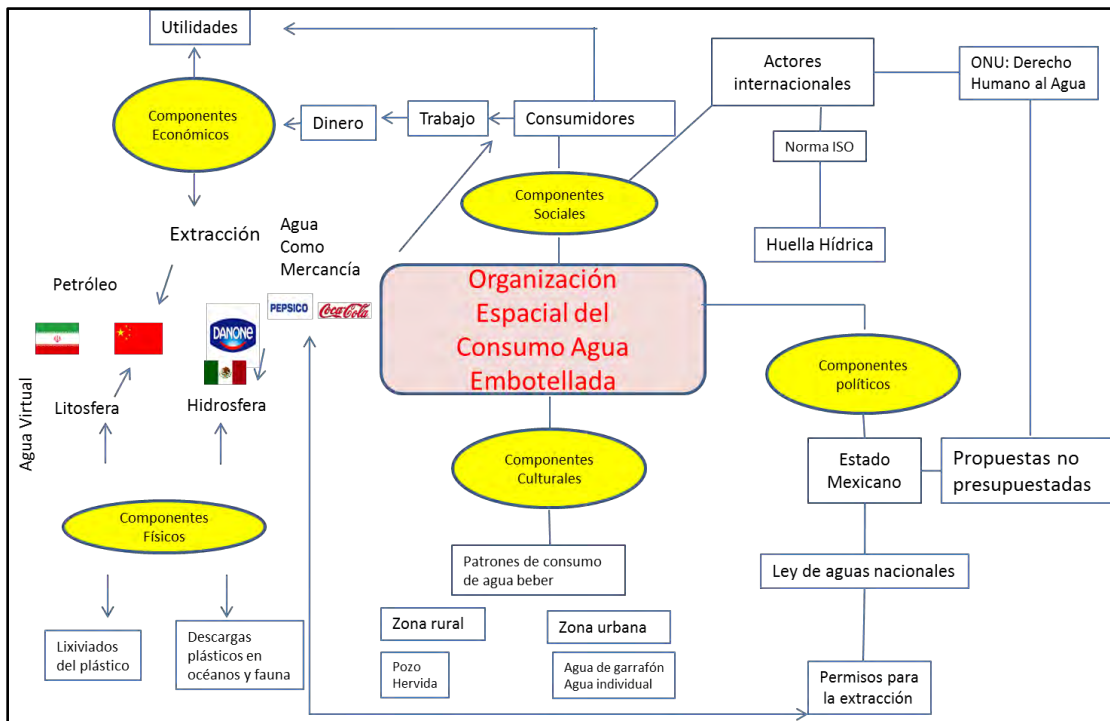 Utilidades
Componentes
Económicos
Dinero
Trabajo
Consumidores
Actores
internacionales
ONU: Derecho
Humano al Agua
Norma ISO
Huella Hídrica
Componentes
Sociales
Extracción
Agua
Como
Mercancía
Petróleo
PEPSICO
Coca-Cola
DANONE
Organización
Espacial del
Consumo Agua
Embotellada
Componentes
políticos
Agua Virtual
Litosfera
Hidrosfera
Componentes
Culturales
Estado
Mexicano
Propuestas no
presupuestadas
Componentes
Físicos
Patrones de consumo
de agua beber
Ley de aguas nacionales
Zona rural
Zona urbana
Lixiviados
del plástico
Descargas
plásticos en
océanos y fauna
Pozo
Hervida
Agua de garrafón
Agua individual
Permisos para
la extracción